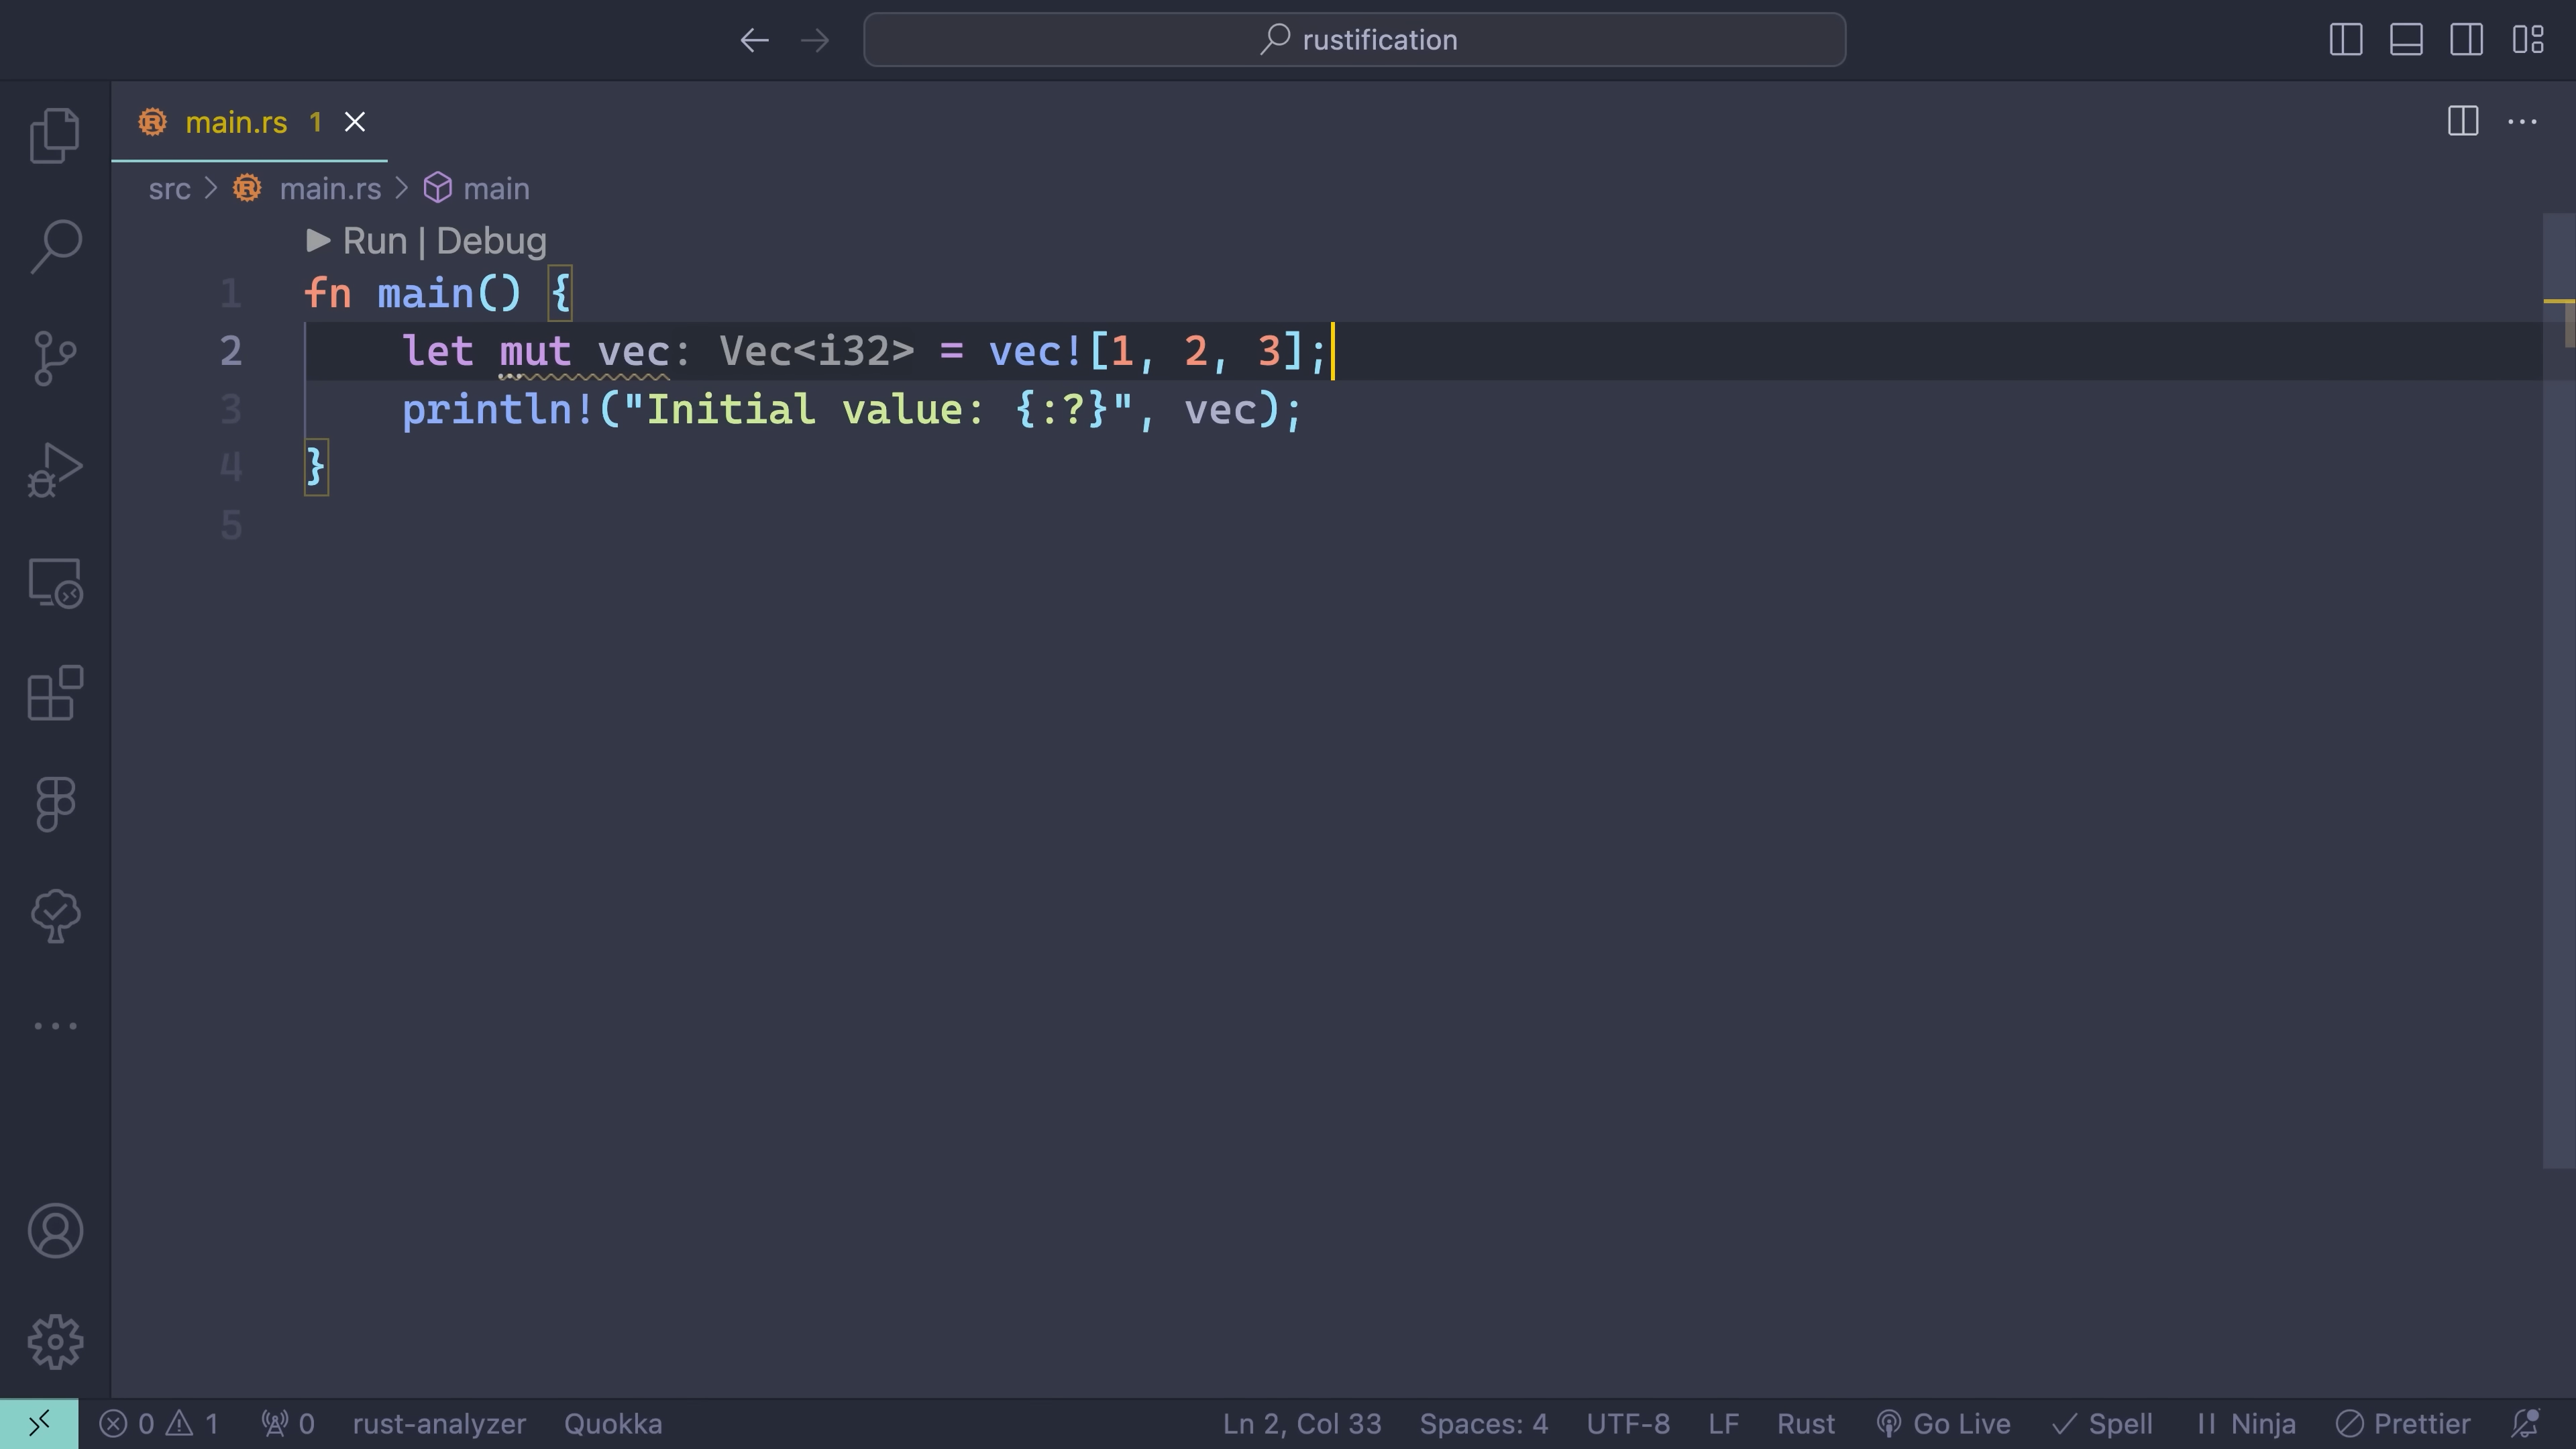 rustification
main.rs 1
src > main.rs > main
Run | Debug
1 fn main() {
2 let mut vec: Vec<i32> = vec![1, 2, 3];
3 println!("Initial value: {:?}", vec);
4 }
5
0 1 0 rust-analyzer Quokka Ln 2, Col 33 Spaces: 4 UTF-8 LF Rust Go Live Spell Ninja Prettier